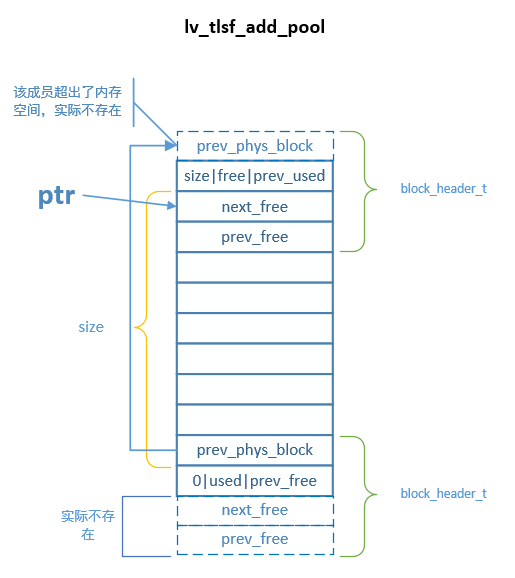 lv_tlsf_add_pool
该成员超出了内存
空间，实际不存在
prev_phys_block
size|free|prev_used
block_header_t
ptr
next_free
prev_free
size
prev_phys_block
0|used|prev_free
block_header_t
next_free
实际不存
在
prev_free